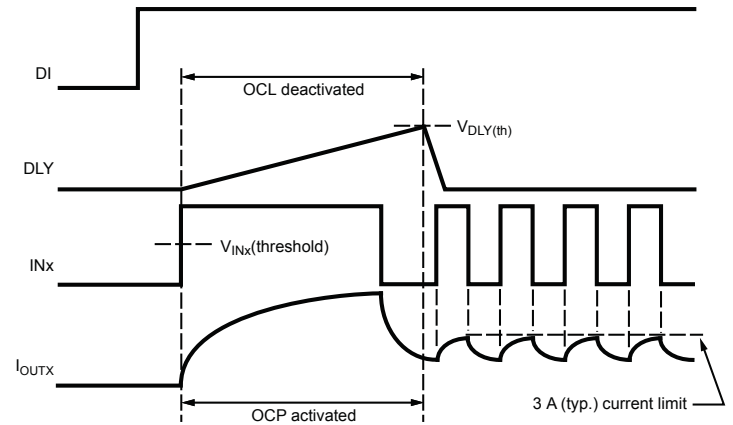 DI
OCL deactivated
V_DLY(th)
DLY
V_INx(threshold)
INx
I_OUTX
3 A (typ.) current limit
OCP activated